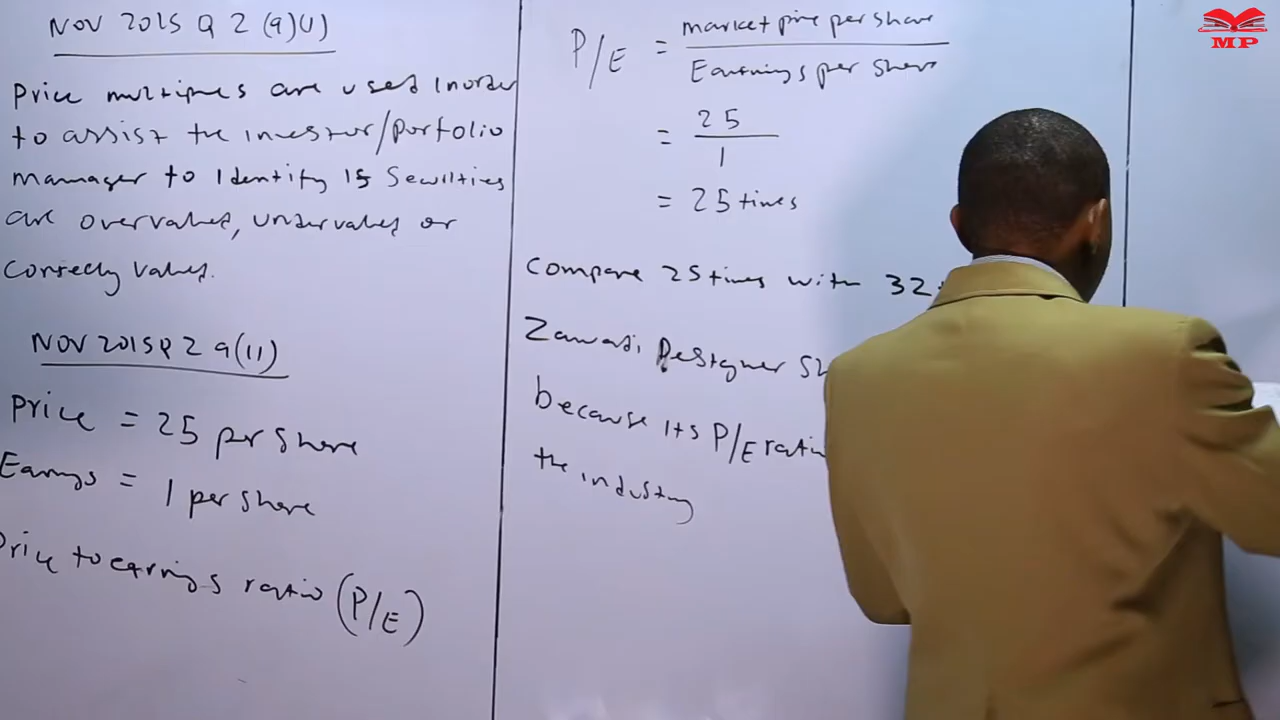 NOV 2015 Q 2 (a)(i)
Price multiples are used inorder
to assist the investor/portfolio
manager to identify if Securities
are overvalued, undervalued or
correctly valued.
NOV 2015 Q 2 a(ii)
Price = 25 per share
Earnings = 1 per share
Price to earnings ratio (P/E)
P/E = market price per share
Earnings per share
= 25
1
= 25 times
Compare 25 times with 32
Zawadi Designer Sh
because its P/E ratio
the industry
MP